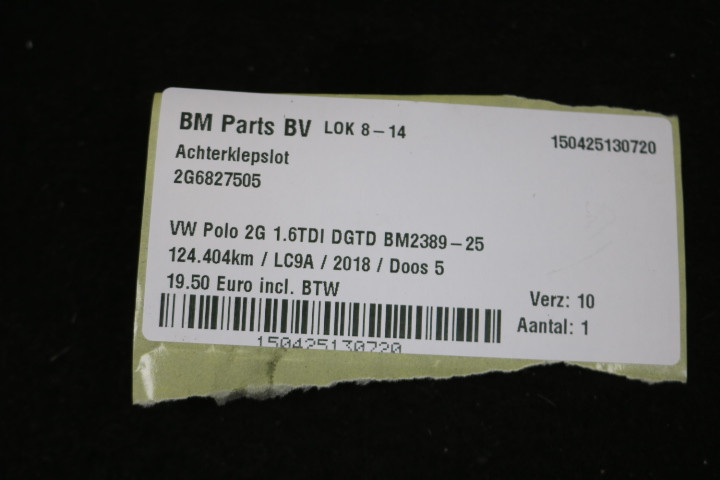 BM Parts BV LOK 8-14
150425130720
Achterklepslot
2G6827505
VW Polo 2G 1.6TDI DGTD BM2389-25
124.404km / LC9A / 2018 / Doos 5
19.50 Euro incl. BTW
Verz: 10
Aantal: 1
150425130720